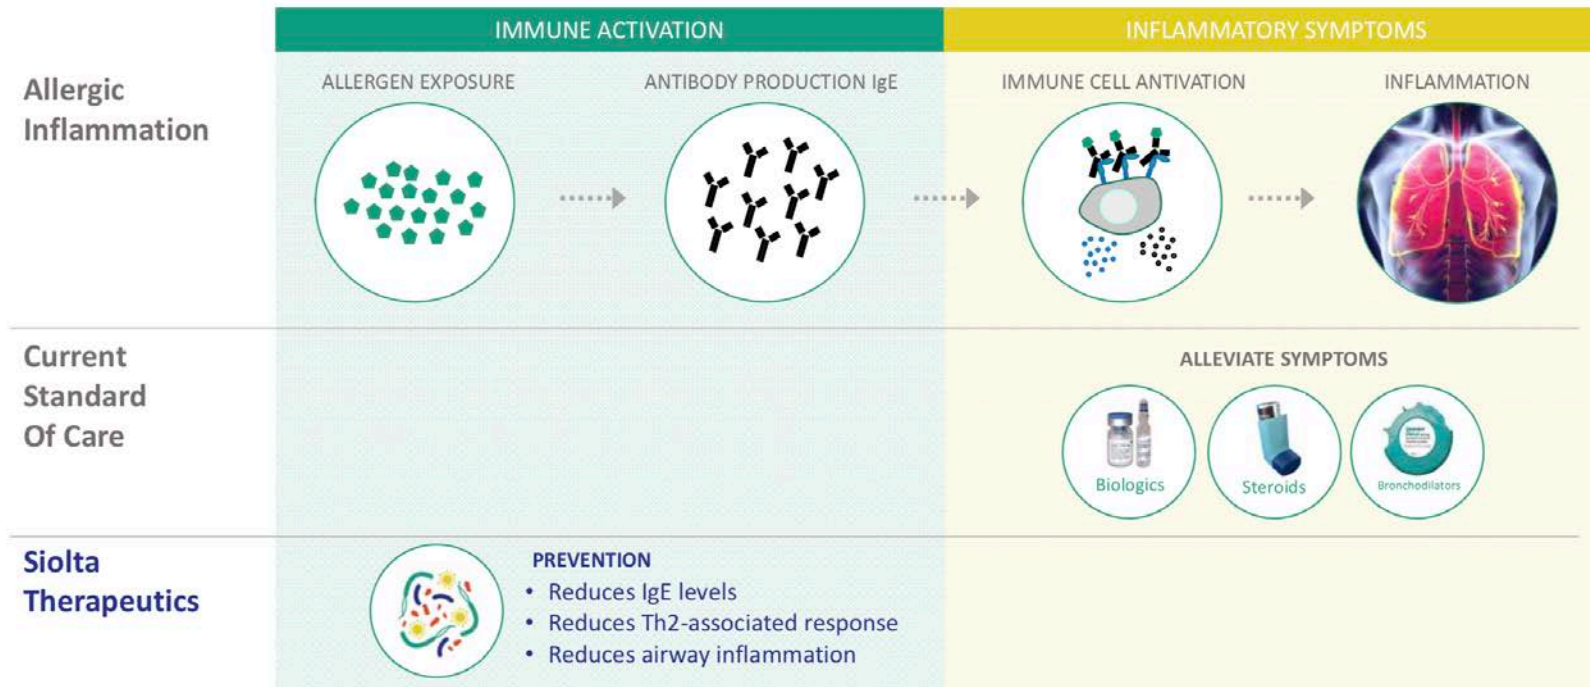 IMMUNE ACTIVATION
INFLAMMATORY SYMPTOMS
Allergic
Inflammation
ALLERGEN EXPOSURE
ANTIBODY PRODUCTION IgE
IMMUNE CELL ANTIVATION
INFLAMMATION
Current
Standard
Of Care
ALLEVIATE SYMPTOMS
Biologics
Steroids
Bronchodilators
Siolta
Therapeutics
PREVENTION
• Reduces IgE levels
• Reduces Th2-associated response
• Reduces airway inflammation